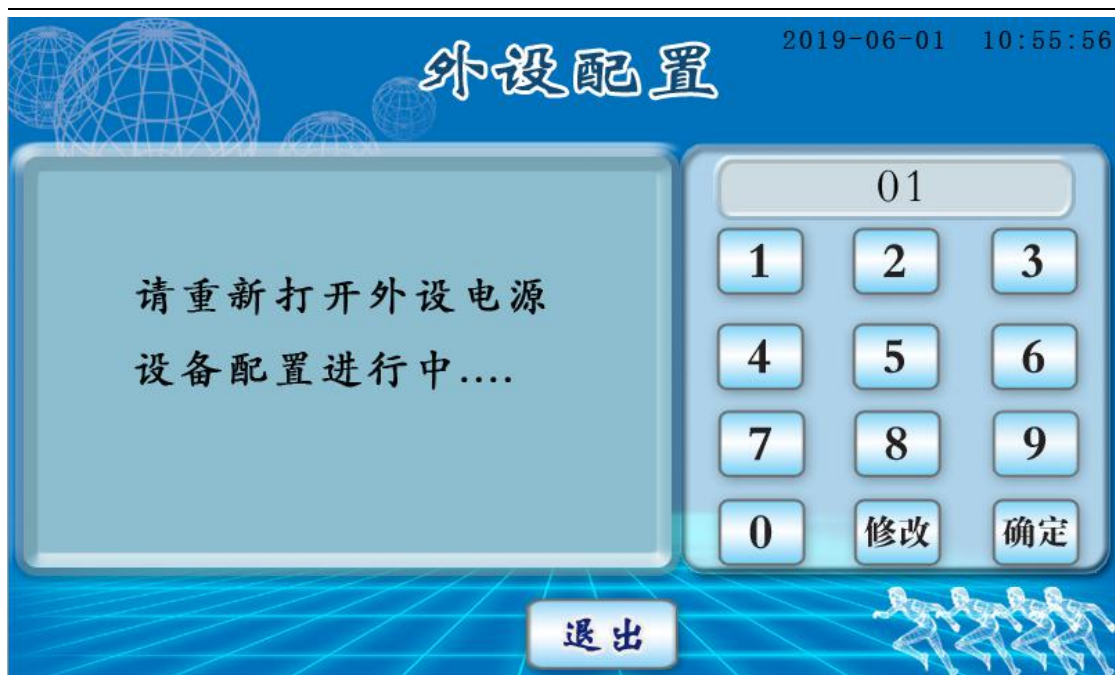 外设配置
2019-06-01 10:55:56
请重新打开外设电源
设备配置进行中....
01
1 2 3
4 5 6
7 8 9
0 修改 确定
退出